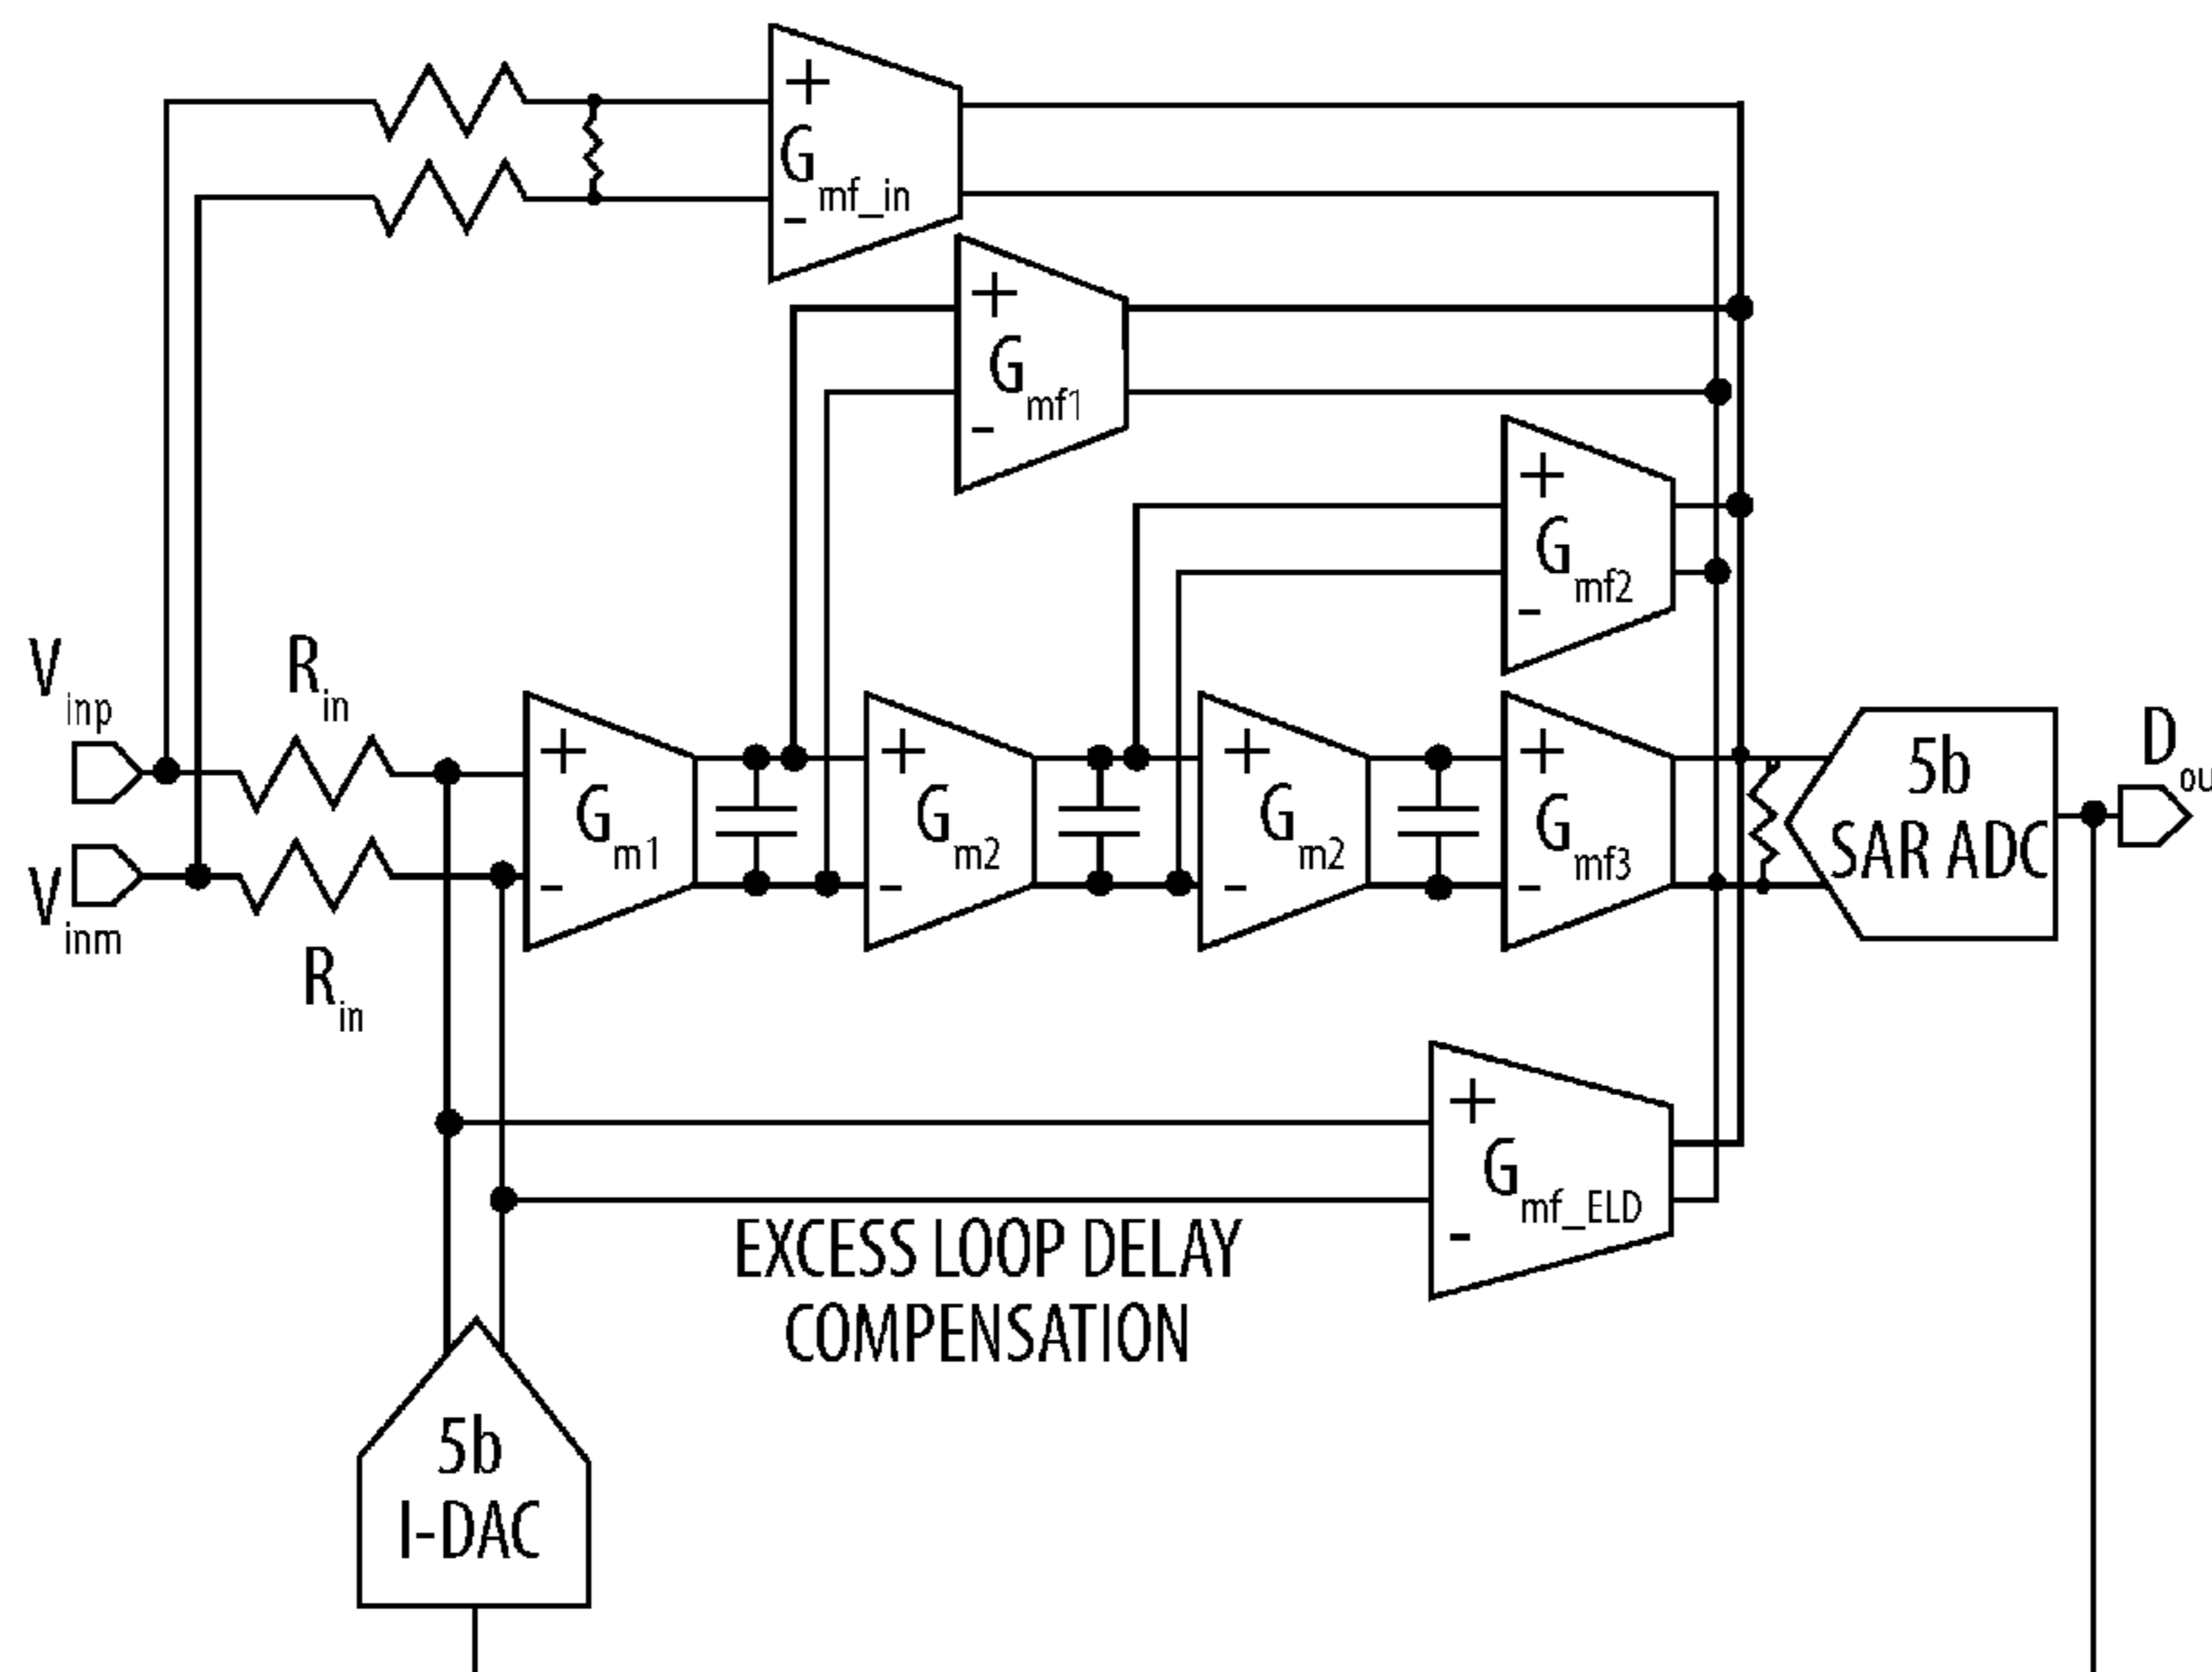 +
G mf_in
-
+
G mf1
-
+
G mf2
-
V inp
R in
V inm
R in
+
G m1
-
+
G m2
-
+
G m2
-
+
G mf3
-
5b
SAR ADC
D ou
+
G mf_ELD
-
EXCESS LOOP DELAY
COMPENSATION
5b
I-DAC